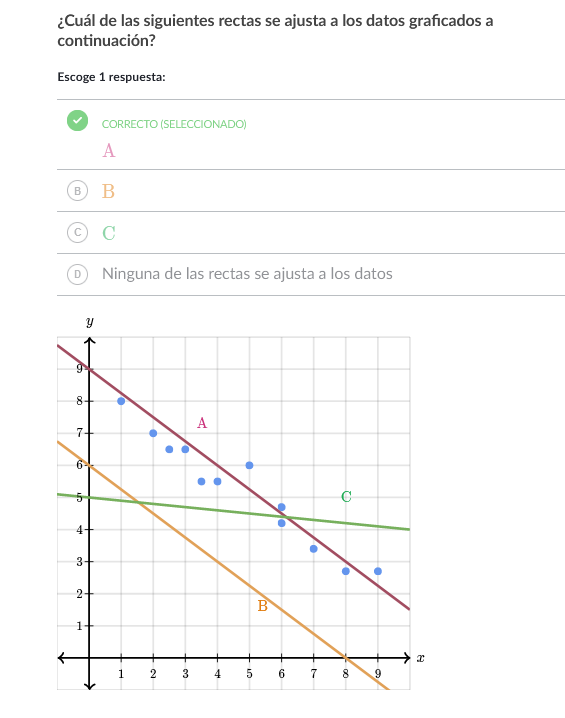 ¿Cuál de las siguientes rectas se ajusta a los datos graficados a
continuación?
Escoge 1 respuesta:
CORRECTO (SELECCIONADO)
A
B B
C C
D Ninguna de las rectas se ajusta a los datos
y
9
8
7
A
6
5
C
4
3
2
B
1
x
1 2 3 4 5 6 7 8 9